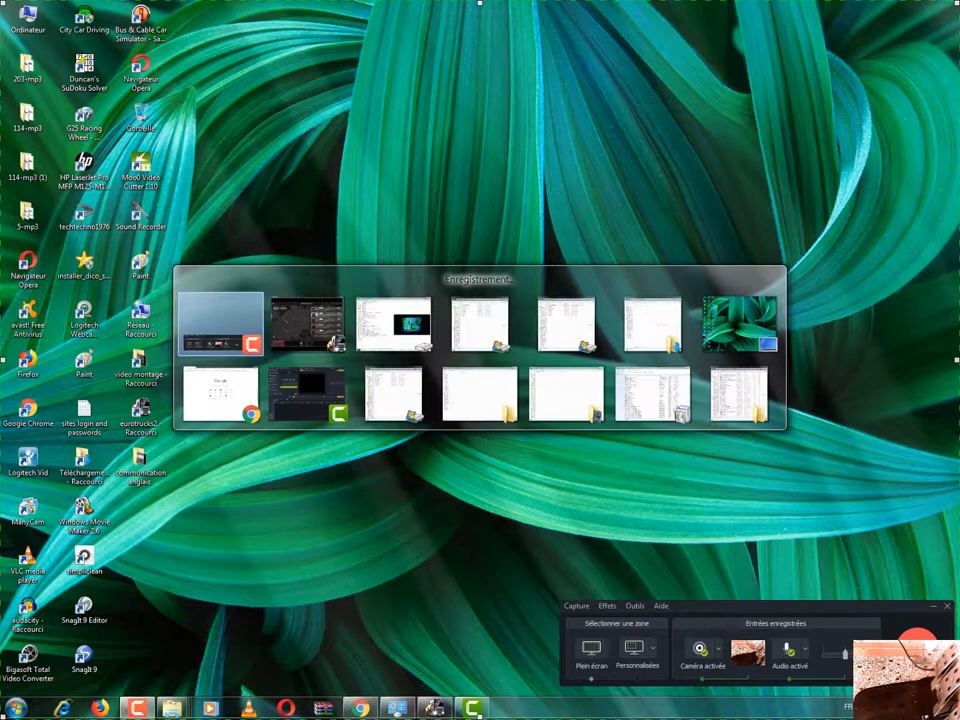 Ordinateur
City Car Driving
Bus & Cable Car
Simulator - Sa...
203-mp3
Duncan's
SuDoku Solver
Navigateur
Opera
114-mp3
G25 Racing
Wheel - ...
Corbeille
114-mp3 (1)
HP LaserJet Pro
MFP M125-M1...
Moo0 Video
Cutter 1.10
5-mp3
techtechno1976
Sound Recorder
Navigateur
Opera
installer_dico_s...
Paint
avast! Free
Antivirus
Logitech
Webca...
Réseau -
Raccourci
Firefox
Paint
video montage -
Raccourci
Google Chrome
sites login and
passwords
eurotrucks2 -
Raccourci
Logitech Vid
Téléchargeme...
- Raccourci
communication
anglais
ManyCam
Windows Movie
Maker 2.6
VLC media
player
simpliclean
audacity -
Raccourci
SnagIt 9 Editor
Bigasoft Total
Video Converter
SnagIt 9
Enregistrement...
Capture
Effets
Outils
Aide
Sélectionner une zone
Entrées enregistrées
Plein écran
Personnalisées
Caméra activée
Audio activé
FR